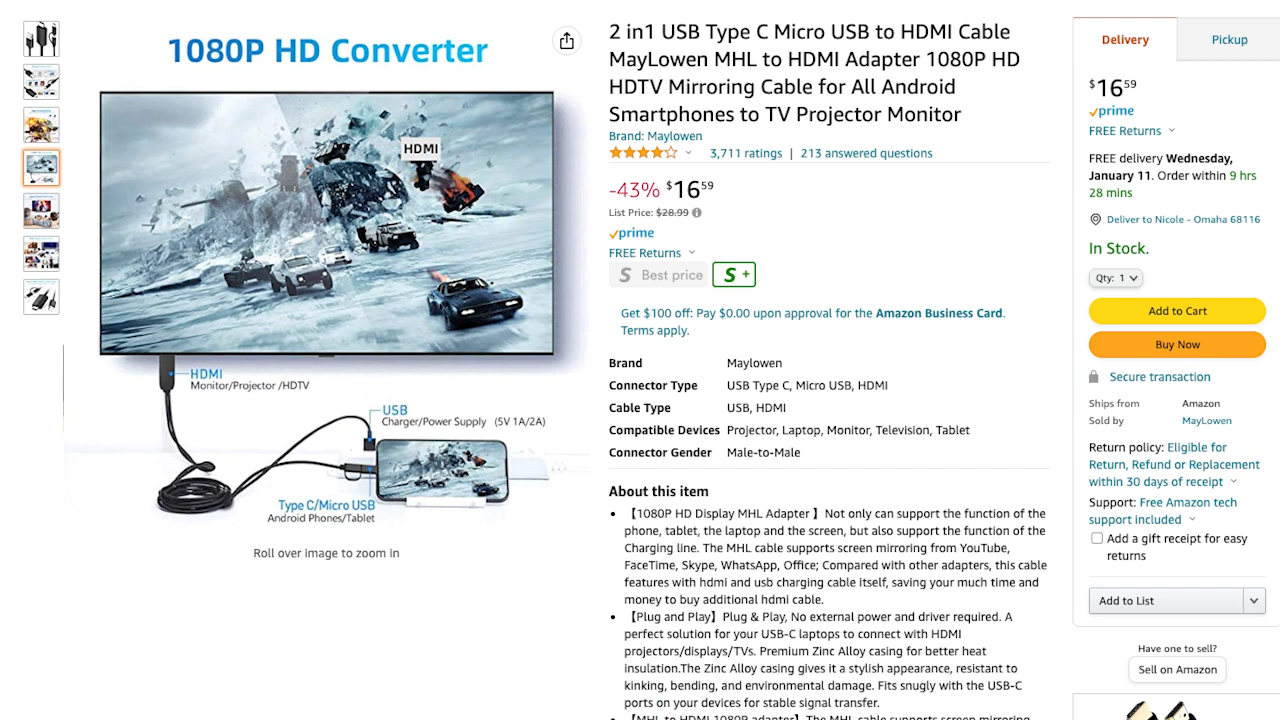 1080P HD Converter
HDMI
HDMI
Monitor/Projector /HDTV
USB
Charger/Power Supply (5V 1A/2A)
Type C/Micro USB
Android Phones/Tablet
Roll over image to zoom in
2 in1 USB Type C Micro USB to HDMI Cable
MayLowen MHL to HDMI Adapter 1080P HD
HDTV Mirroring Cable for All Android
Smartphones to TV Projector Monitor
Brand: Maylowen
3,711 ratings | 213 answered questions
-43% $16 59
List Price: $28.99
prime
FREE Returns
S Best price S +
Get $100 off: Pay $0.00 upon approval for the Amazon Business Card.
Terms apply.
Brand Maylowen
Connector Type USB Type C, Micro USB, HDMI
Cable Type USB, HDMI
Compatible Devices Projector, Laptop, Monitor, Television, Tablet
Connector Gender Male-to-Male
About this item
• 【1080P HD Display MHL Adapter 】Not only can support the function of the
phone, tablet, the laptop and the screen, but also support the function of the
Charging line. The MHL cable supports screen mirroring from YouTube,
FaceTime, Skype, WhatsApp, Office; Compared with other adapters, this cable
features with hdmi and usb charging cable itself, saving your much time and
money to buy additional hdmi cable.
• 【Plug and Play】Plug & Play, No external power and driver required. A
perfect solution for your USB-C laptops to connect with HDMI
projectors/displays/TVs. Premium Zinc Alloy casing for better heat
insulation.The Zinc Alloy casing gives it a stylish appearance, resistant to
kinking, bending, and environmental damage. Fits snugly with the USB-C
ports on your devices for stable signal transfer.
• 【MHL to HDMI 1080P adapter】The MHL cable supports screen mirroring
Delivery
Pickup
$16 59
prime
FREE Returns
FREE delivery Wednesday,
January 11. Order within 9 hrs
28 mins
Deliver to Nicole - Omaha 68116
In Stock.
Qty: 1
Add to Cart
Buy Now
Secure transaction
Ships from Amazon
Sold by MayLowen
Return policy: Eligible for
Return, Refund or Replacement
within 30 days of receipt
Support: Free Amazon tech
support included
Add a gift receipt for easy
returns
Add to List
Have one to sell?
Sell on Amazon